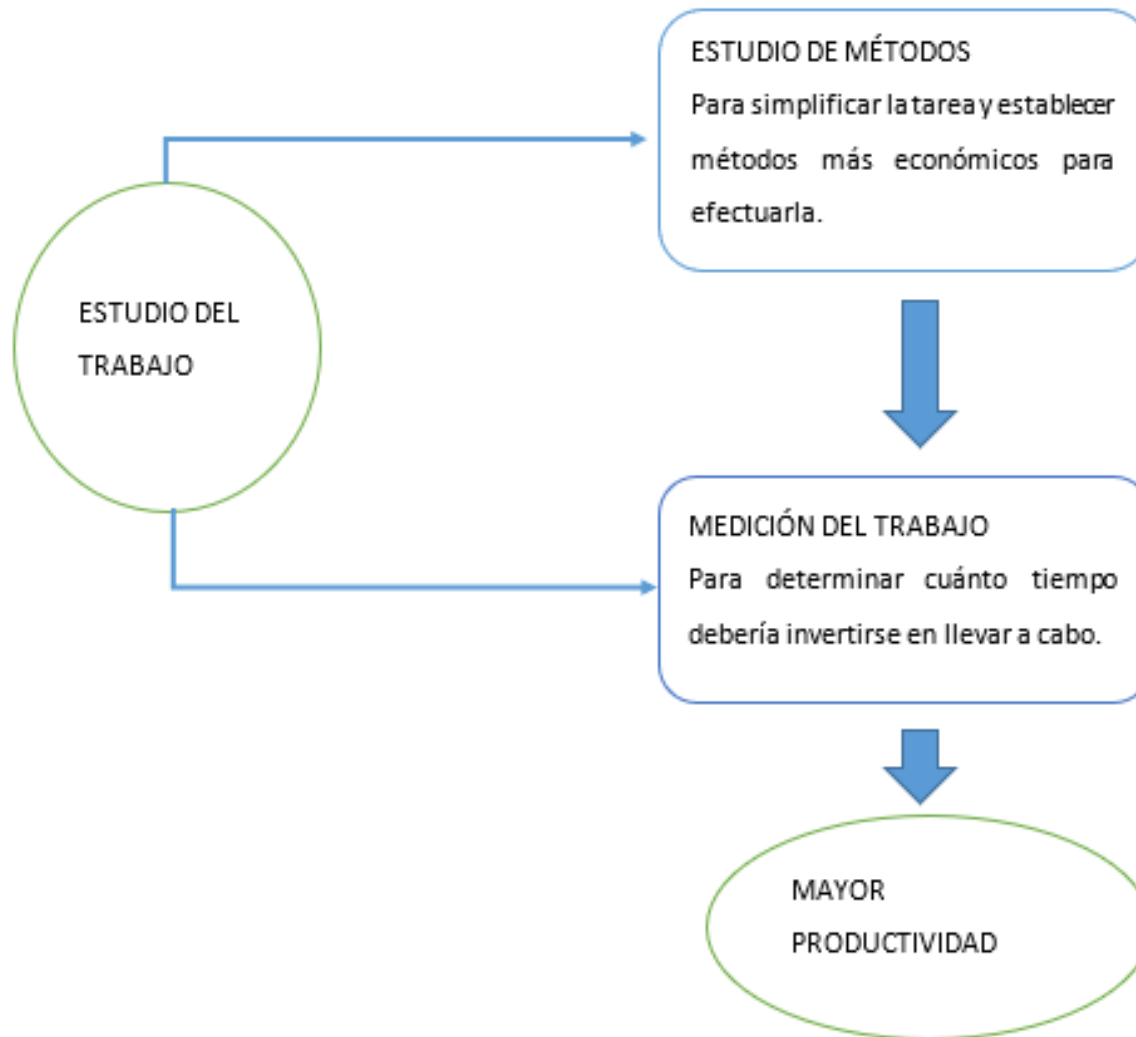 ESTUDIO DE MÉTODOS
Para simplificar la tarea y establecer
métodos más económicos para
efectuarla.
ESTUDIO DEL
TRABAJO
MEDICIÓN DEL TRABAJO
Para determinar cuánto tiempo
debería invertirse en llevar a cabo.
MAYOR
PRODUCTIVIDAD